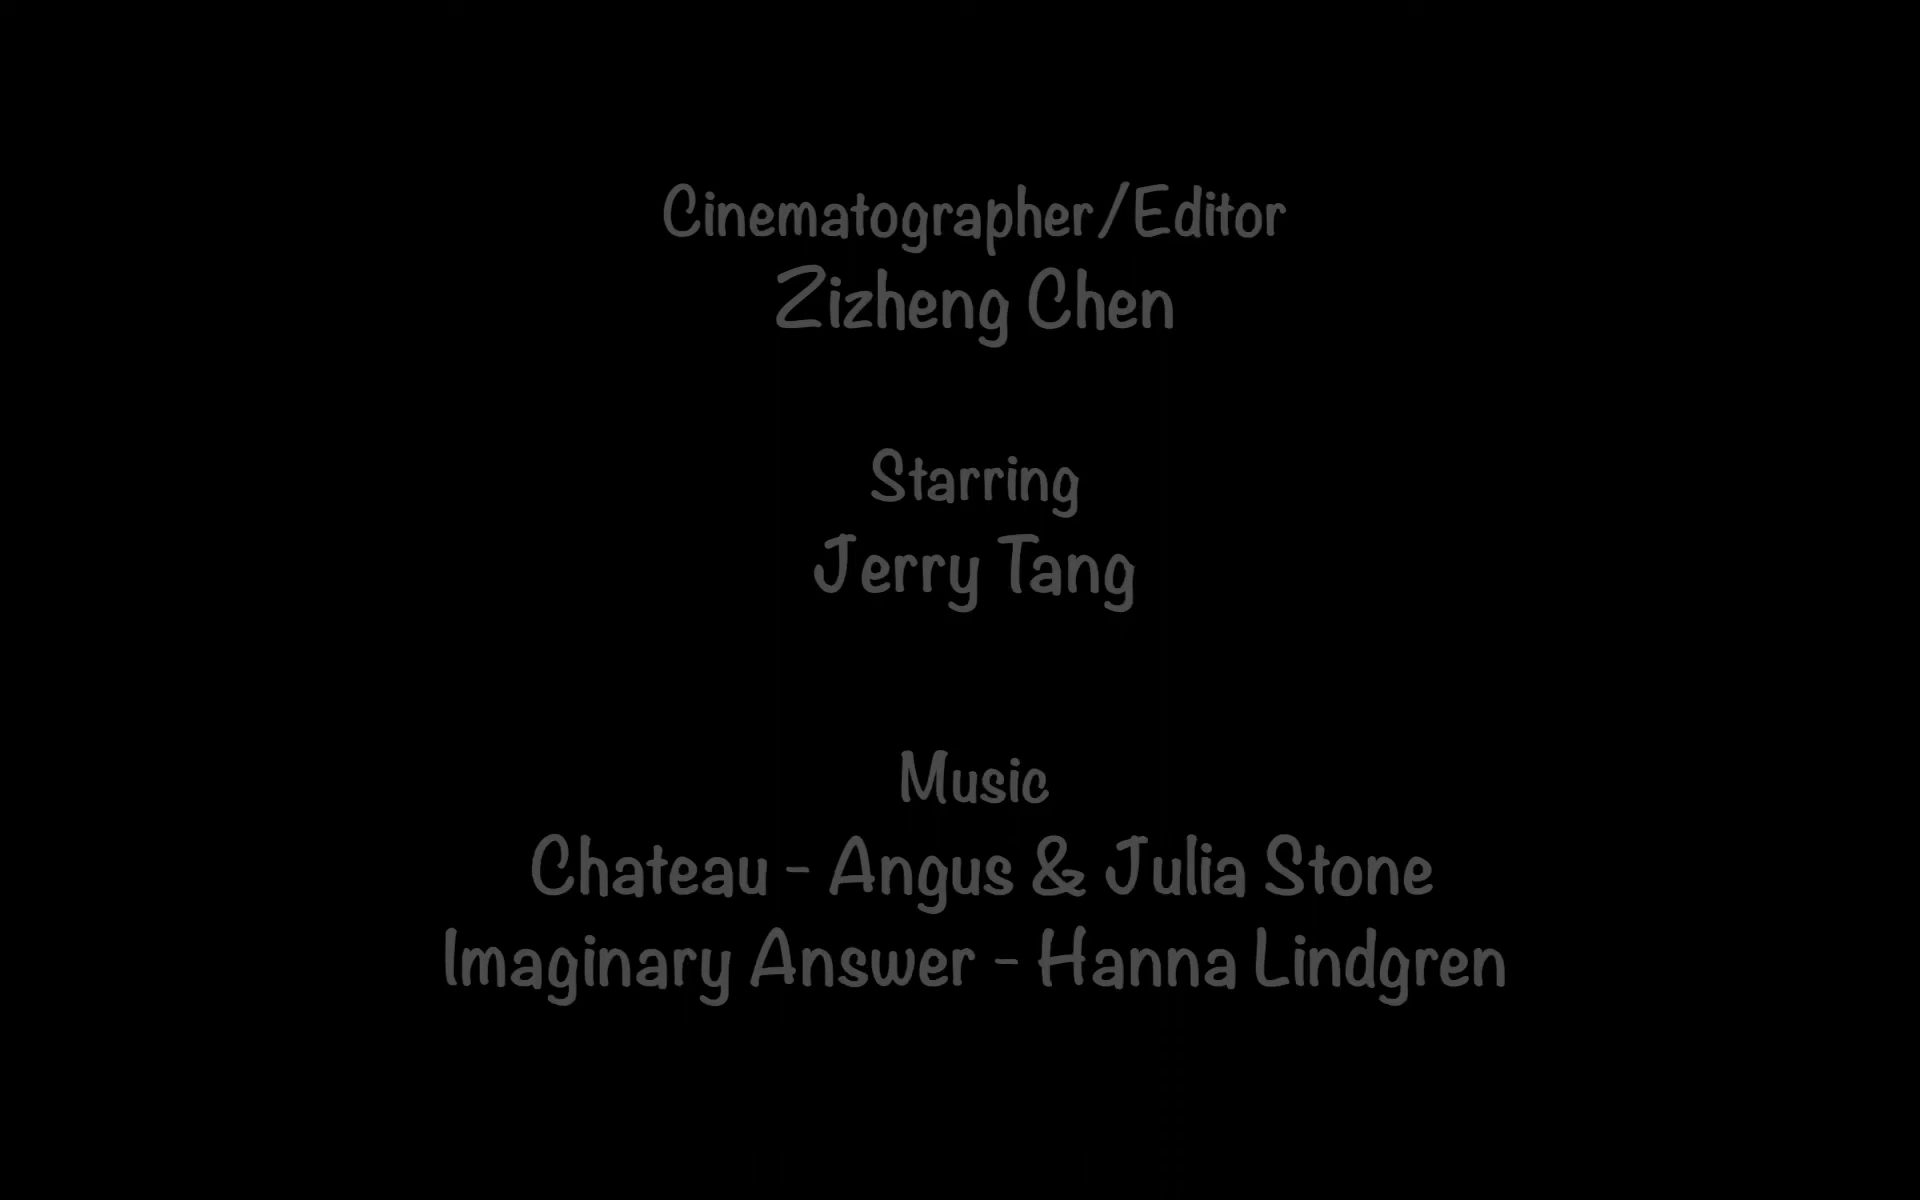 Cinematographer/Editor
Zizheng Chen
Starring
Jerry Tang
Music
Chateau - Angus & Julia Stone
Imaginary Answer - Hanna Lindgren